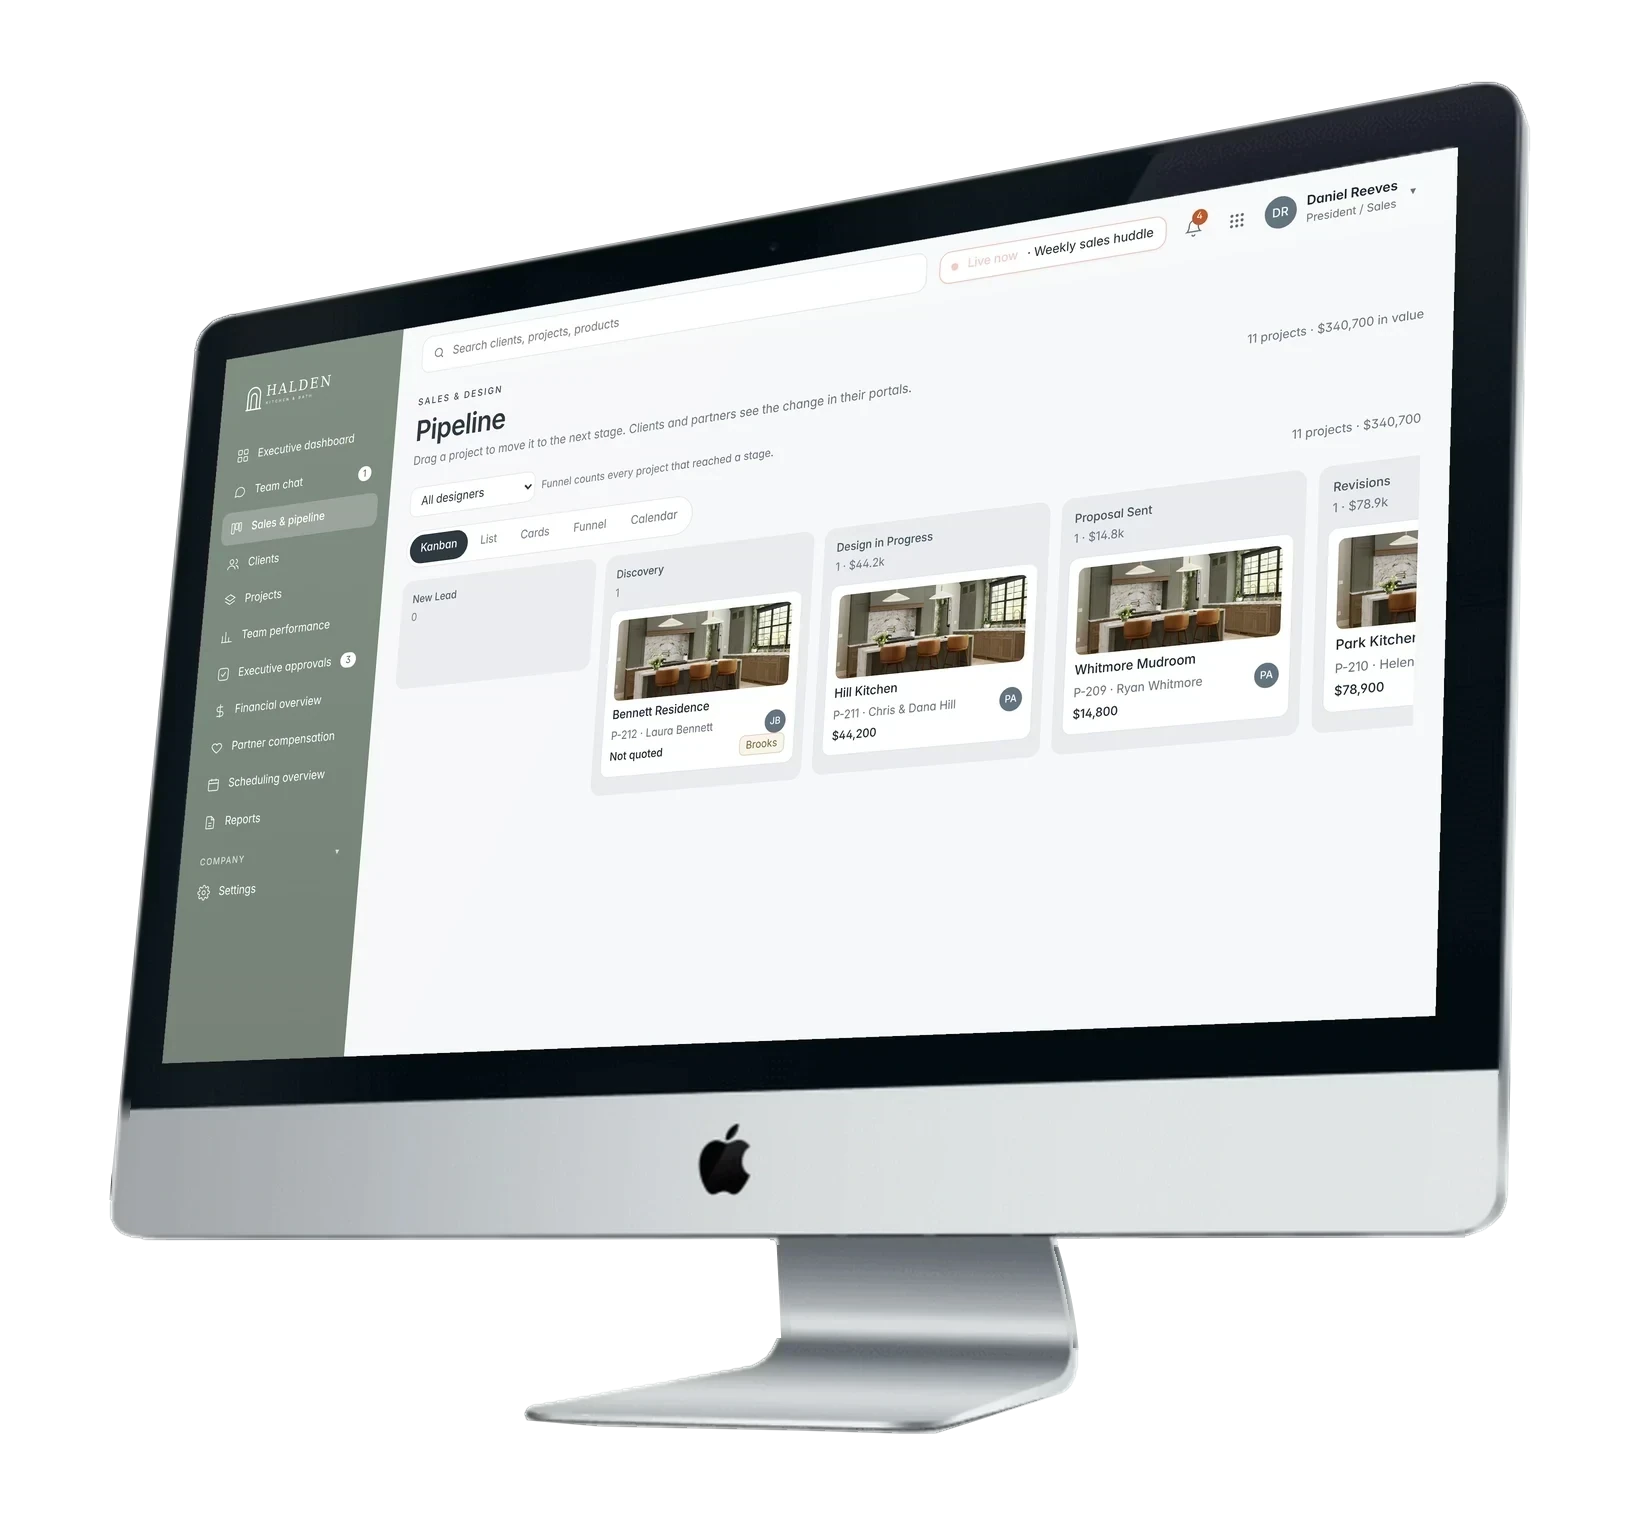 HALDEN
KITCHEN & BATH
Executive dashboard
Team chat
1
Sales & pipeline
Clients
Projects
Team performance
Executive approvals
3
Financial overview
Partner compensation
Scheduling overview
Reports
COMPANY
Settings
Search clients, projects, products
Live now · Weekly sales huddle
4
DR
Daniel Reeves
President / Sales
SALES & DESIGN
Pipeline
Drag a project to move it to the next stage. Clients and partners see the change in their portals.
11 projects · $340,700 in value
All designers
Funnel counts every project that reached a stage.
11 projects · $340,700
Kanban
List
Cards
Funnel
Calendar
New Lead
0
Discovery
1
Bennett Residence
P-212 · Laura Bennett
JB
Not quoted
Brooks
Design in Progress
1 · $44.2k
Hill Kitchen
P-211 · Chris & Dana Hill
PA
$44,200
Proposal Sent
1 · $14.8k
Whitmore Mudroom
P-209 · Ryan Whitmore
PA
$14,800
Revisions
1 · $78.9k
Park Kitchen
P-210 · Helen
$78,900